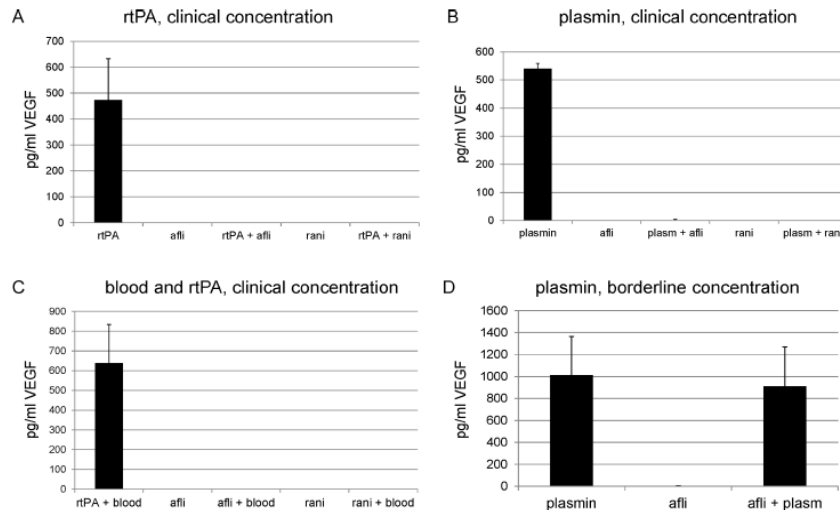 A
rtPA, clinical concentration
pg/ml VEGF
700
600
500
400
300
200
100
0
rtPA afli rtPA + afli rani rtPA + rani
B
plasmin, clinical concentration
pg/ml VEGF
600
500
400
300
200
100
0
plasmin afli plasm + afli rani plasm + rani
C
blood and rtPA, clinical concentration
pg/ml VEGF
900
800
700
600
500
400
300
200
100
0
rtPA + blood afli afli + blood rani rani + blood
D
plasmin, borderline concentration
pg/ml VEGF
1600
1400
1200
1000
800
600
400
200
0
plasmin afli afli + plasm